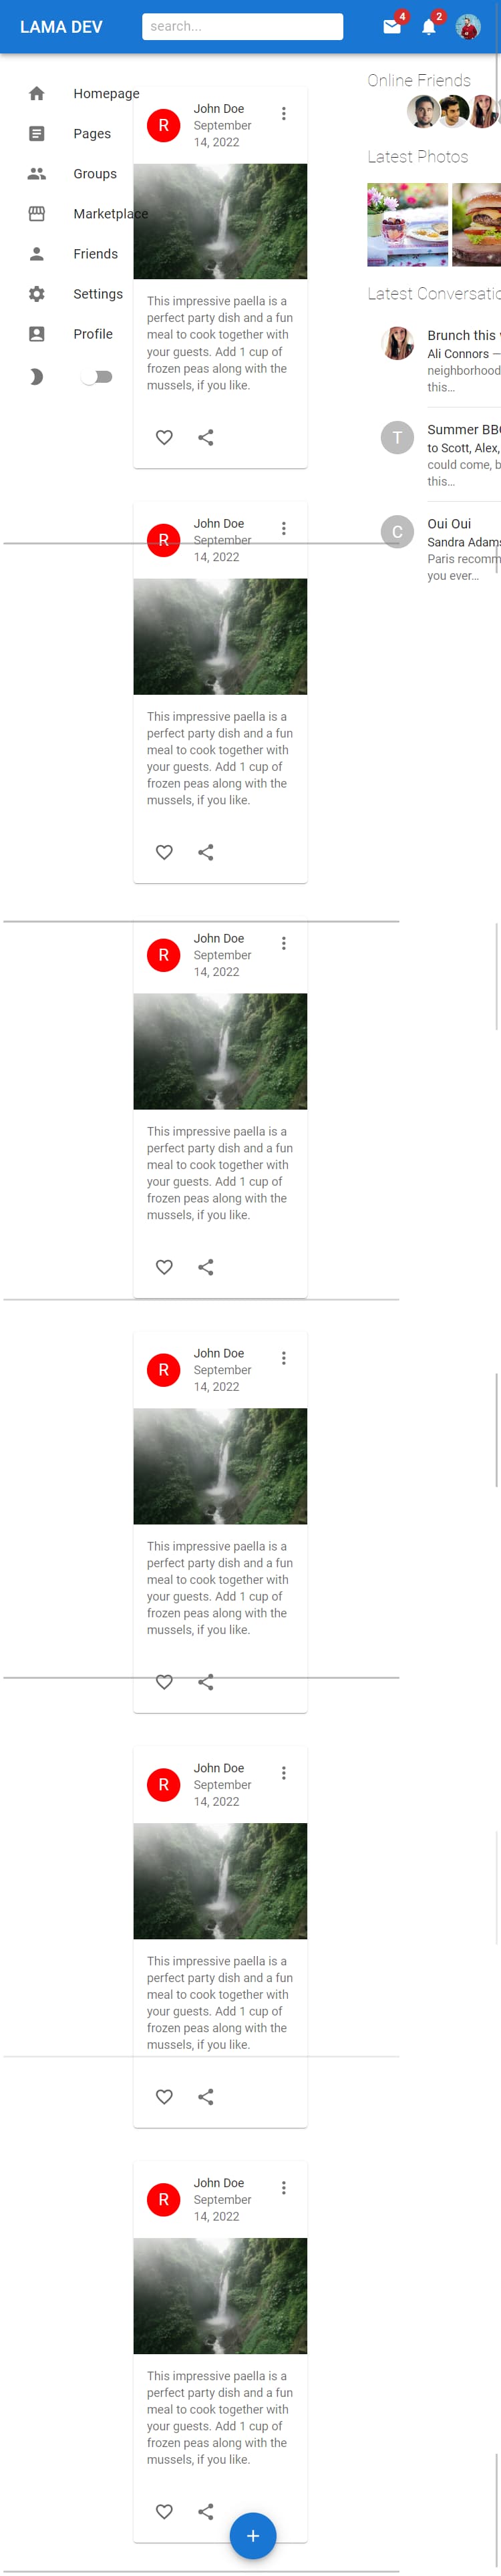 LAMA DEV
search...
4
2
Homepage
Pages
Groups
Marketplace
Friends
Settings
Profile
R
John Doe
September
14, 2022
This impressive paella is a
perfect party dish and a fun
meal to cook together with
your guests. Add 1 cup of
frozen peas along with the
mussels, if you like.
R
John Doe
September
14, 2022
This impressive paella is a
perfect party dish and a fun
meal to cook together with
your guests. Add 1 cup of
frozen peas along with the
mussels, if you like.
R
John Doe
September
14, 2022
This impressive paella is a
perfect party dish and a fun
meal to cook together with
your guests. Add 1 cup of
frozen peas along with the
mussels, if you like.
R
John Doe
September
14, 2022
This impressive paella is a
perfect party dish and a fun
meal to cook together with
your guests. Add 1 cup of
frozen peas along with the
mussels, if you like.
R
John Doe
September
14, 2022
This impressive paella is a
perfect party dish and a fun
meal to cook together with
your guests. Add 1 cup of
frozen peas along with the
mussels, if you like.
R
John Doe
September
14, 2022
This impressive paella is a
perfect party dish and a fun
meal to cook together with
your guests. Add 1 cup of
frozen peas along with the
mussels, if you like.
Online Friends
Latest Photos
Latest Conversatio
Brunch this
Ali Connors —
neighborhood
this…
T
Summer BB
to Scott, Alex,
could come, b
this…
C
Oui Oui
Sandra Adams
Paris recomm
you ever…